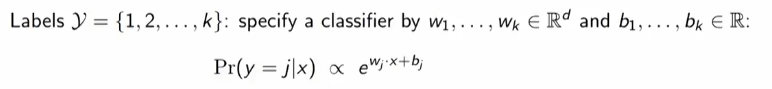 Labels 𝒴 = {1, 2, . . . , k}: specify a classifier by w₁, . . . , wₖ ∈ ℝᵈ and b₁, . . . , bₖ ∈ ℝ:
Pr(y = j|x) ∝ e^{wⱼ·x+bⱼ}